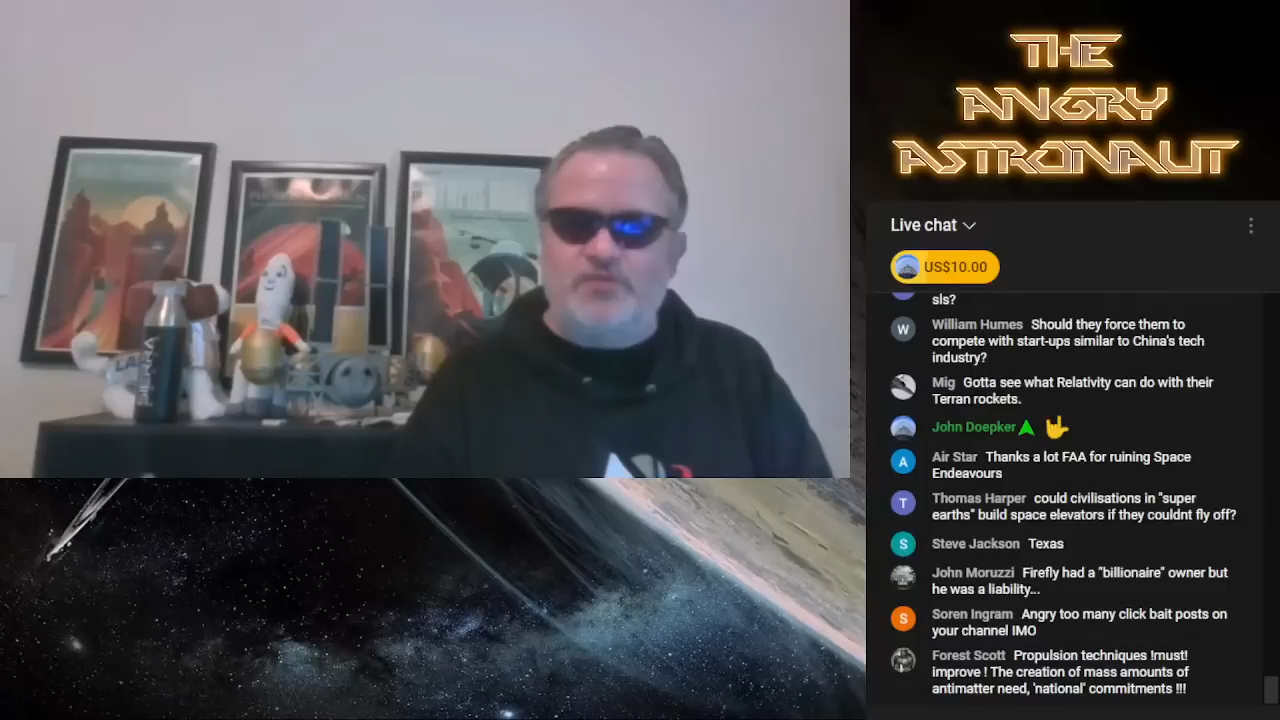 THE
ANGRY
ASTRONAUT
Live chat
US$10.00
sls?
William Humes Should they force them to
compete with start-ups similar to China's tech
industry?
Mig Gotta see what Relativity can do with their
Terran rockets.
John Doepker
Air Star Thanks a lot FAA for ruining Space
Endeavours
Thomas Harper could civilisations in "super
earths" build space elevators if they couldnt fly off?
Steve Jackson Texas
John Moruzzi Firefly had a "billionaire" owner but
he was a liability...
Soren Ingram Angry too many click bait posts on
your channel IMO
Forest Scott Propulsion techniques !must!
improve ! The creation of mass amounts of
antimatter need, 'national' commitments !!!
W
A
T
S
S